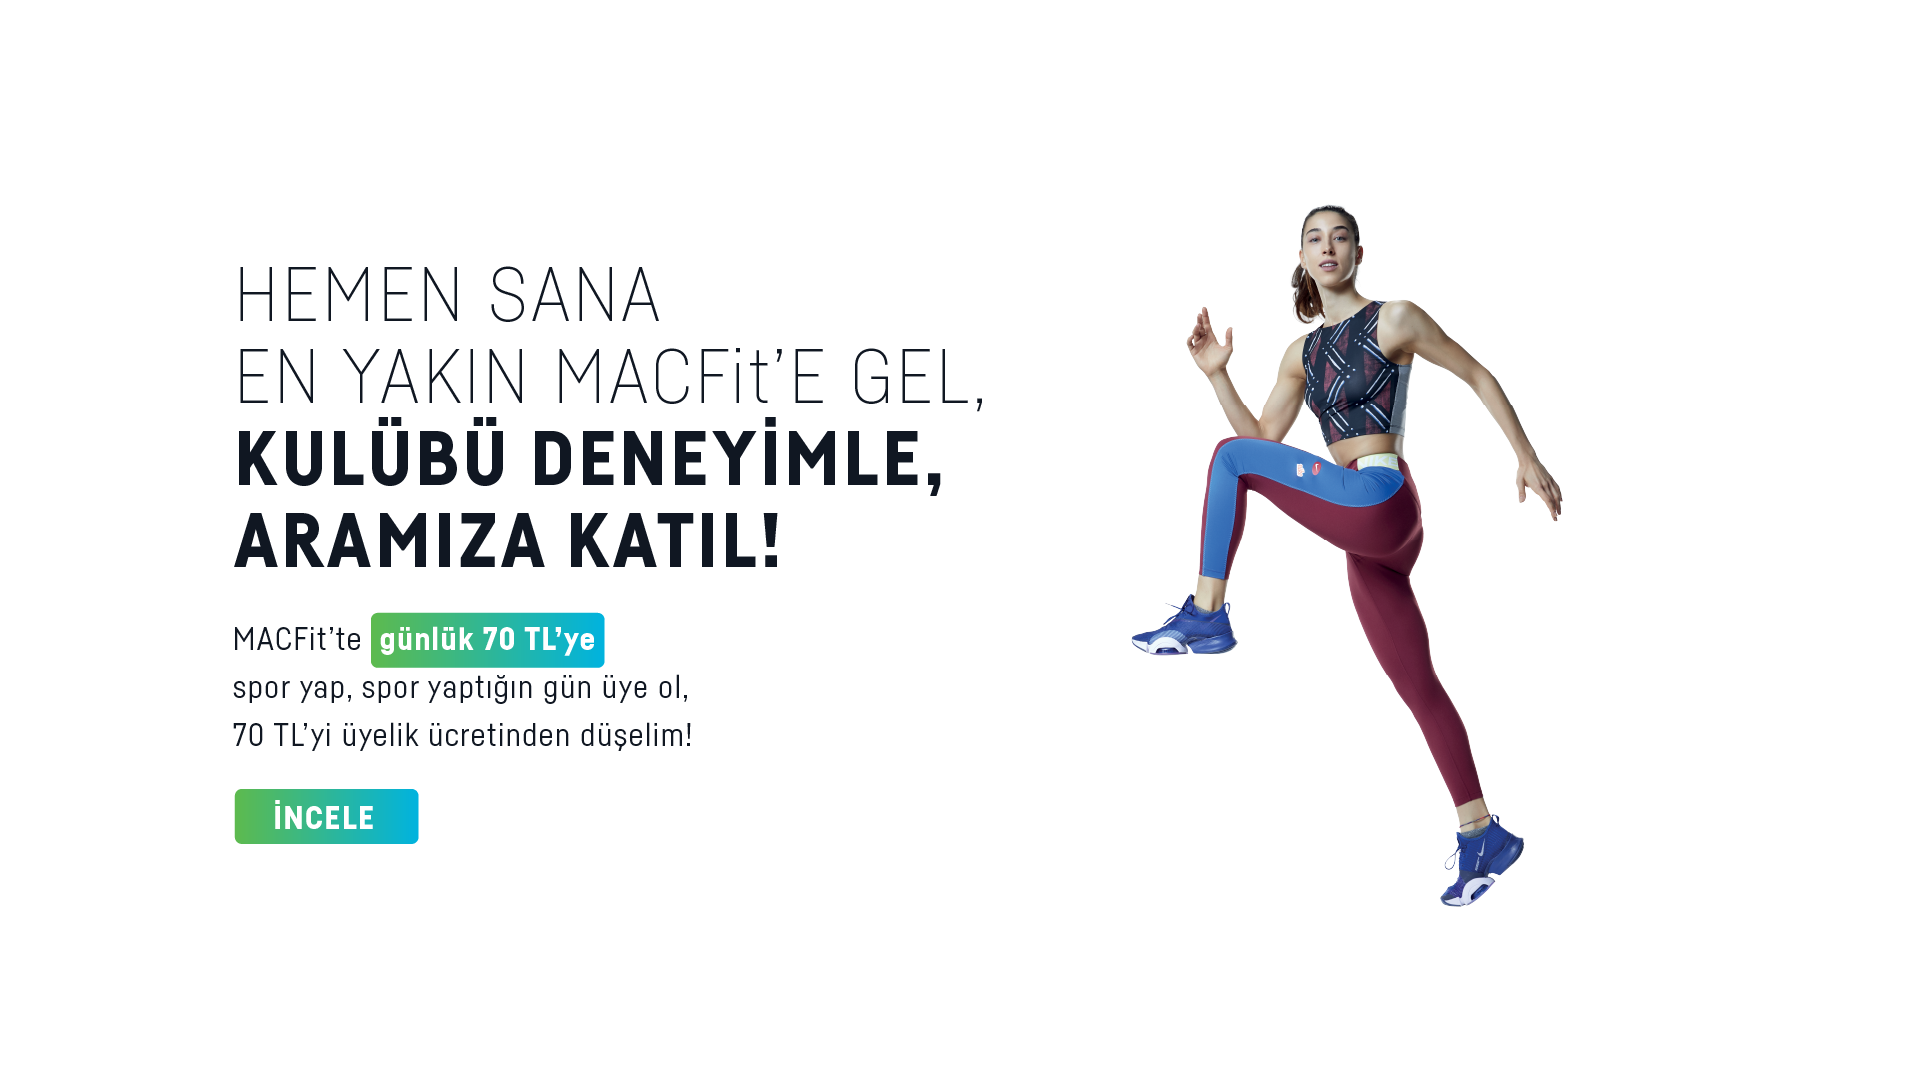 HEMEN SANA
EN YAKIN MACFit’E GEL,
KULÜBÜ DENEYİMLE,
ARAMIZA KATIL!
MACFit’te günlük 70 TL’ye
spor yap, spor yaptığın gün üye ol,
70 TL’yi üyelik ücretinden düşelim!
İNCELE